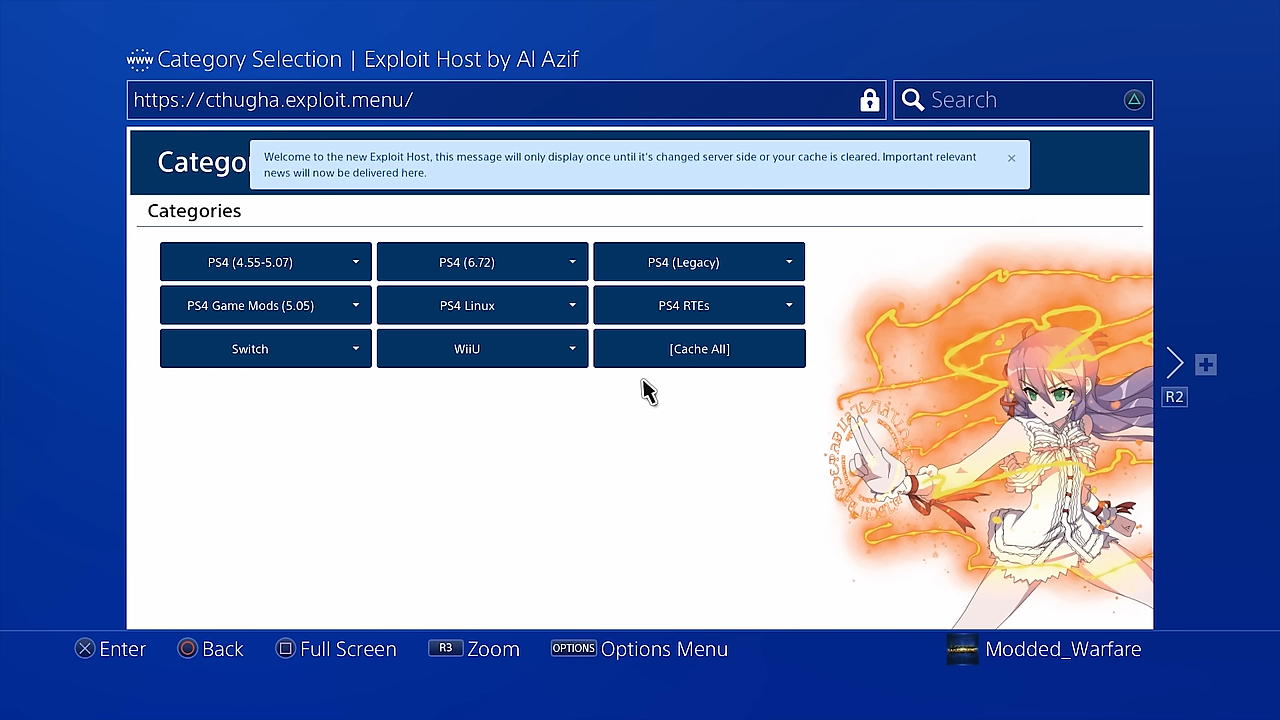 www Category Selection | Exploit Host by Al Azif
https://cthugha.exploit.menu/
Search
Catego
Welcome to the new Exploit Host, this message will only display once until it's changed server side or your cache is cleared. Important relevant
news will now be delivered here.
×
Categories
PS4 (4.55-5.07)
PS4 (6.72)
PS4 (Legacy)
PS4 Game Mods (5.05)
PS4 Linux
PS4 RTEs
Switch
WiiU
[Cache All]
R2
Enter
Back
Full Screen
R3 Zoom
OPTIONS Options Menu
Modded_Warfare